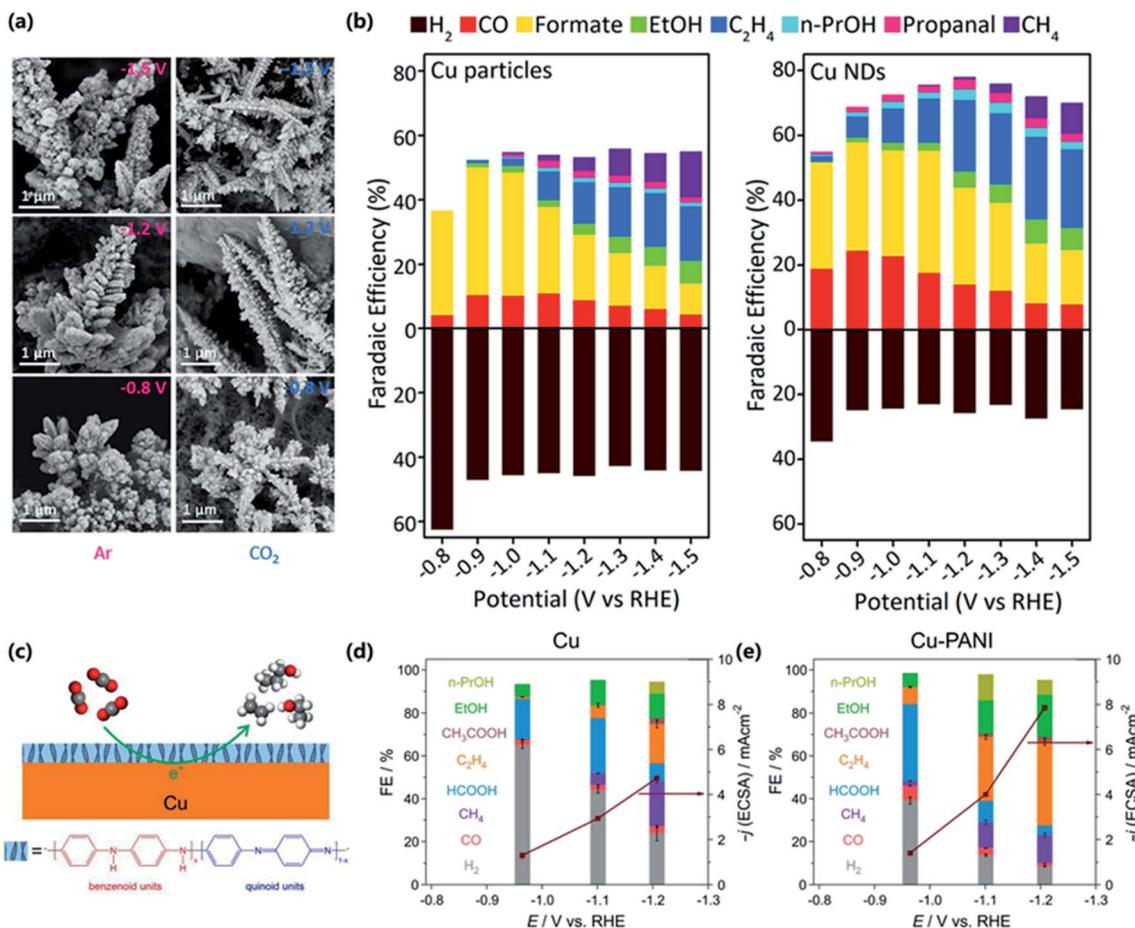 (a)
-1.5 V
-1.5 V
1 μm
1 μm
-1.2 V
-1.2 V
1 μm
1 μm
-0.8 V
-0.8 V
1 μm
1 μm
Ar CO₂
(b) H₂ CO Formate EtOH C₂H₄ n-PrOH Propanal CH₄
Cu particles
Faradaic Efficiency (%)
80
60
40
20
0
20
40
60
-0.8 -0.9 -1.0 -1.1 -1.2 -1.3 -1.4 -1.5
Potential (V vs RHE)
Cu NDs
Faradaic Efficiency (%)
80
60
40
20
0
20
40
60
-0.8 -0.9 -1.0 -1.1 -1.2 -1.3 -1.4 -1.5
Potential (V vs RHE)
(c)
e⁻
Cu
=
N H N H x N N 1-x
benzenoid units quinoid units
(d) Cu
FE / %
100
80
60
40
20
0
n-PrOH
EtOH
CH₃COOH
C₂H₄
HCOOH
CH₄
CO
H₂
10
8
6
4
2
0
-j (ECSA) / mAcm⁻²
-0.8 -0.9 -1.0 -1.1 -1.2 -1.3
E / V vs. RHE
(e) Cu-PANI
FE / %
100
80
60
40
20
0
n-PrOH
EtOH
CH₃COOH
C₂H₄
HCOOH
CH₄
CO
H₂
10
8
6
4
2
0
-j (ECSA) / mAcm⁻²
-0.8 -0.9 -1.0 -1.1 -1.2 -1.3
E / V vs. RHE